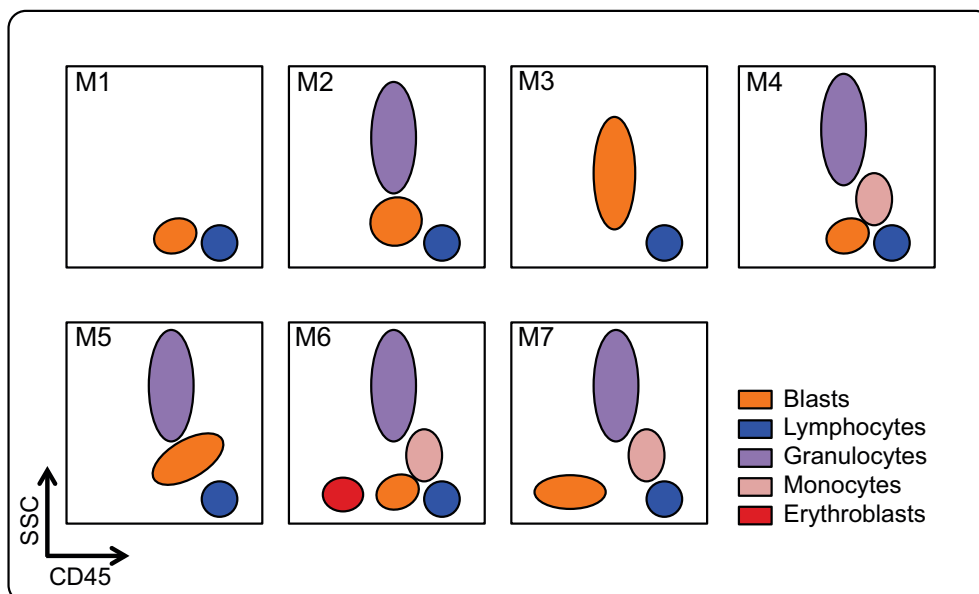 M1
M2
M3
M4
M5
M6
M7
Blasts
Lymphocytes
Granulocytes
Monocytes
Erythroblasts
SSC
CD45